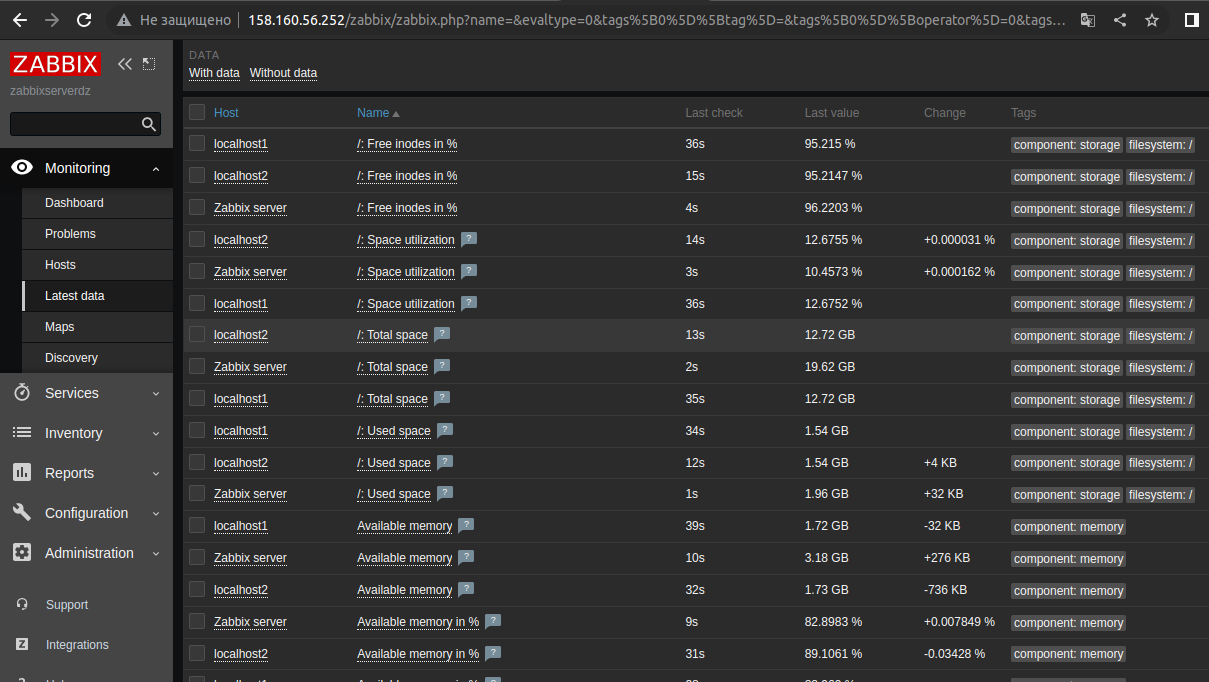 Не защищено 158.160.56.252/zabbix/zabbix.php?name=&evaltype=0&tags%5B0%5D%5Btag%5D=&tags%5B0%5D%5Boperator%5D=0&tags...
ZABBIX
zabbixserverdz
Monitoring
Dashboard
Problems
Hosts
Latest data
Maps
Discovery
Services
Inventory
Reports
Configuration
Administration
Support
Z Integrations
DATA
With data Without data
Host Name Last check Last value Change Tags
localhost1 /: Free inodes in % 36s 95.215 % component: storage filesystem: /
localhost2 /: Free inodes in % 15s 95.2147 % component: storage filesystem: /
Zabbix server /: Free inodes in % 4s 96.2203 % component: storage filesystem: /
localhost2 /: Space utilization ? 14s 12.6755 % +0.000031 % component: storage filesystem: /
Zabbix server /: Space utilization ? 3s 10.4573 % +0.000162 % component: storage filesystem: /
localhost1 /: Space utilization ? 36s 12.6752 % component: storage filesystem: /
localhost2 /: Total space ? 13s 12.72 GB component: storage filesystem: /
Zabbix server /: Total space ? 2s 19.62 GB component: storage filesystem: /
localhost1 /: Total space ? 35s 12.72 GB component: storage filesystem: /
localhost1 /: Used space ? 34s 1.54 GB component: storage filesystem: /
localhost2 /: Used space ? 12s 1.54 GB +4 KB component: storage filesystem: /
Zabbix server /: Used space ? 1s 1.96 GB +32 KB component: storage filesystem: /
localhost1 Available memory ? 39s 1.72 GB -32 KB component: memory
Zabbix server Available memory ? 10s 3.18 GB +276 KB component: memory
localhost2 Available memory ? 32s 1.73 GB -736 KB component: memory
Zabbix server Available memory in % ? 9s 82.8983 % +0.007849 % component: memory
localhost2 Available memory in % ? 31s 89.1061 % -0.03428 % component: memory